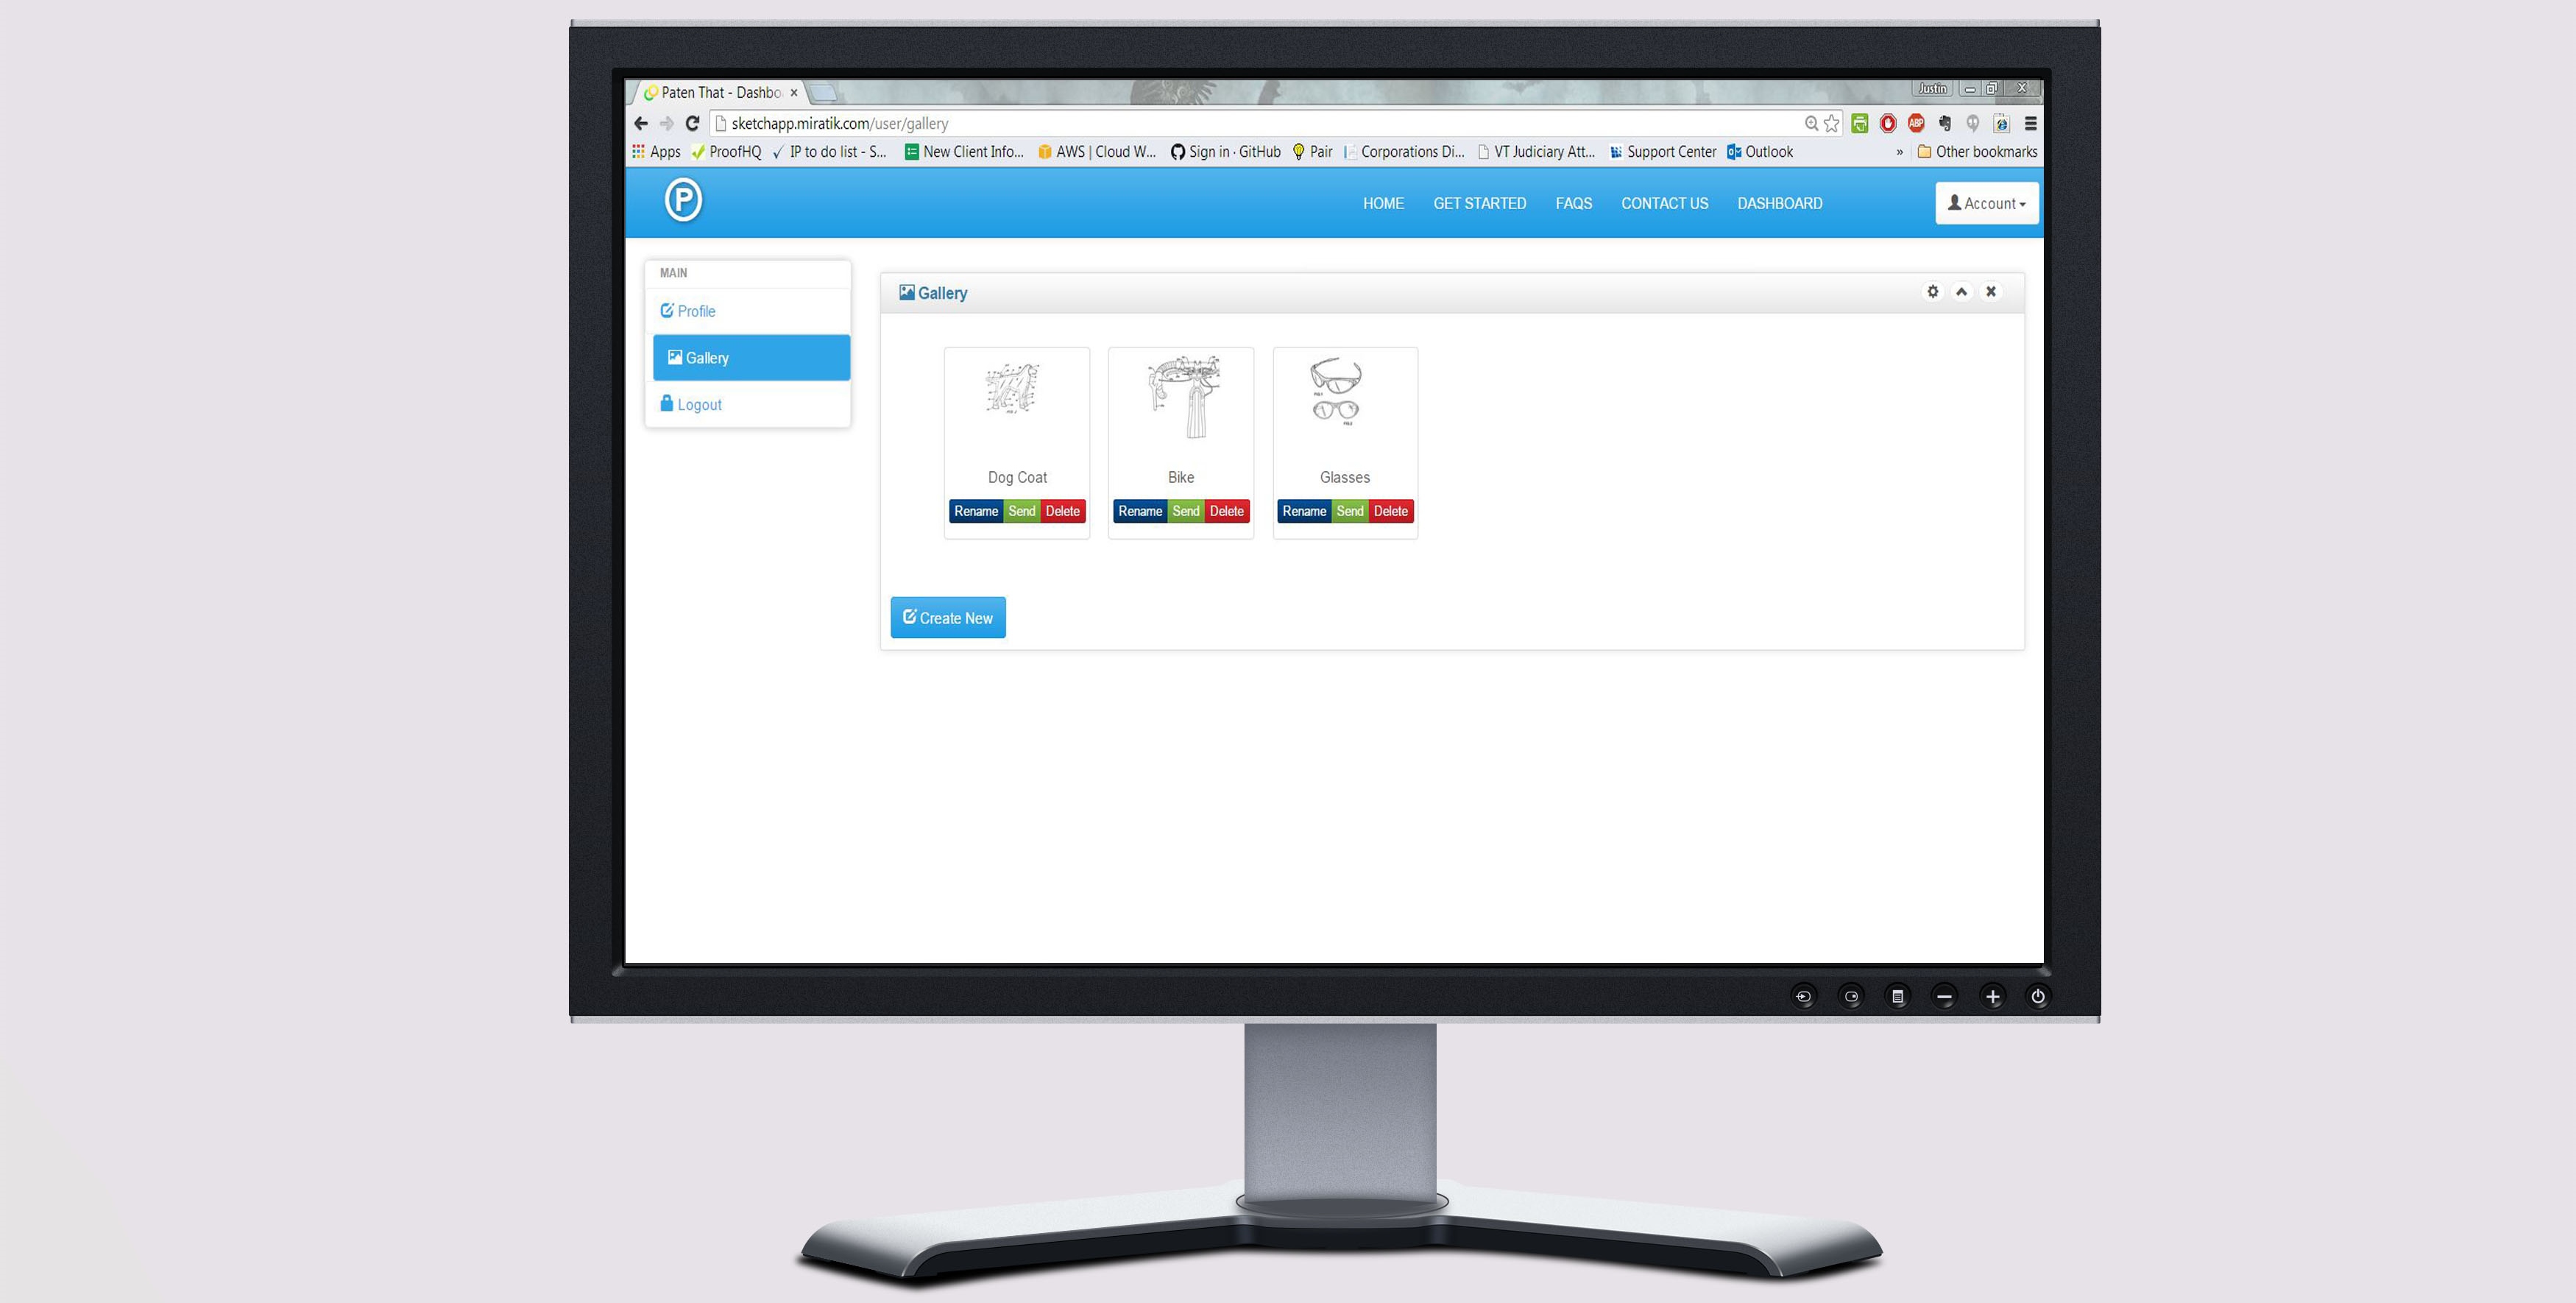 Paten That - Dashbo
Justin
sketchapp.miratik.com/user/gallery
ABP
Apps ProofHQ IP to do list - S... New Client Info... AWS | Cloud W... Sign in · GitHub Pair Corporations Di... VT Judiciary Att... Support Center Outlook » Other bookmarks
P
HOME GET STARTED FAQS CONTACT US DASHBOARD Account
MAIN
Profile
Gallery
Logout
Gallery
Dog Coat Bike Glasses
Rename Send Delete Rename Send Delete Rename Send Delete
Create New